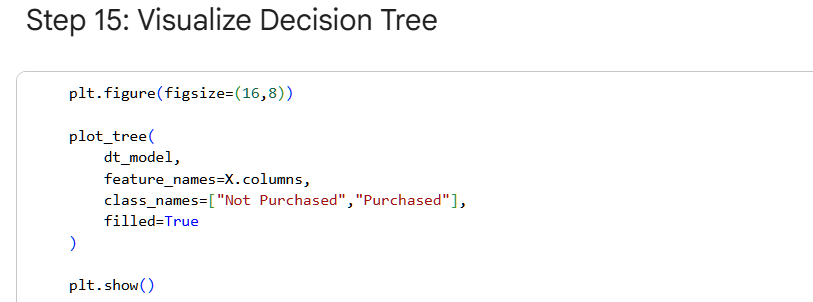 Step 15: Visualize Decision Tree
plt.figure(figsize=(16,8))
plot_tree(
dt_model,
feature_names=X.columns,
class_names=["Not Purchased","Purchased"],
filled=True
)
plt.show()